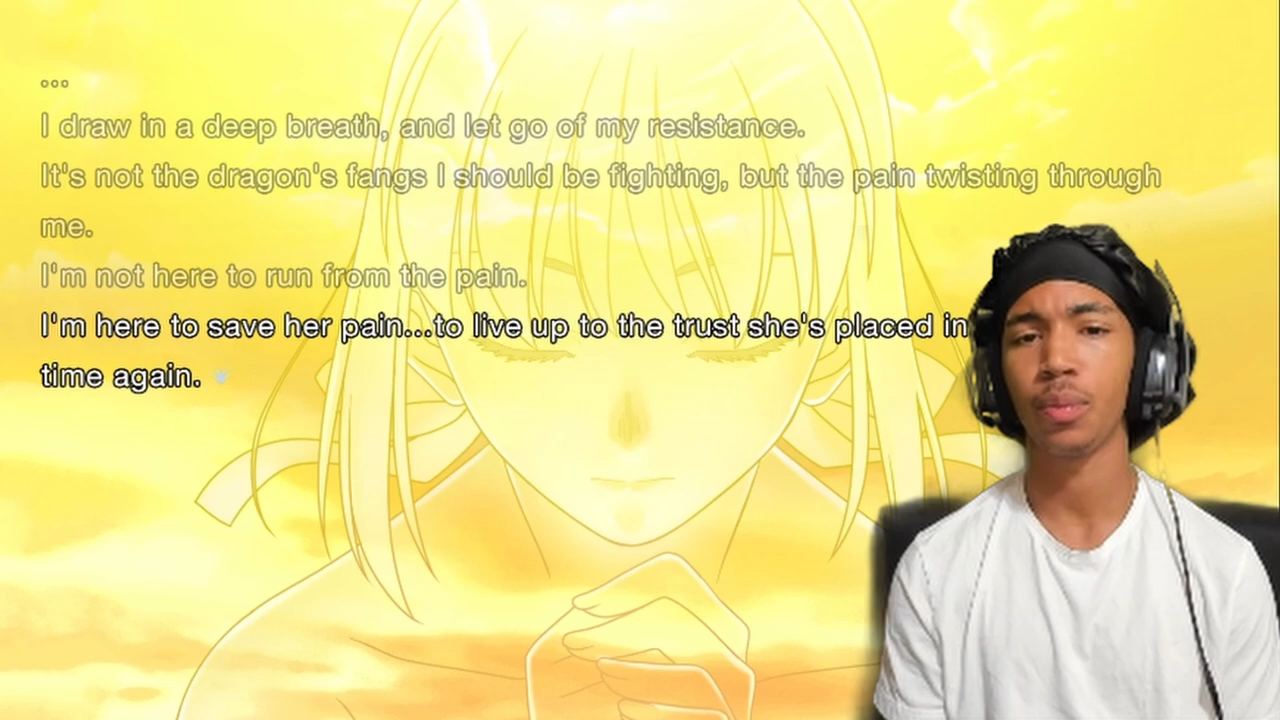 ...
I draw in a deep breath, and let go of my resistance.
It's not the dragon's fangs I should be fighting, but the pain twisting through
me.
I'm not here to run from the pain.
I'm here to save her pain...to live up to the trust she's placed in
time again.